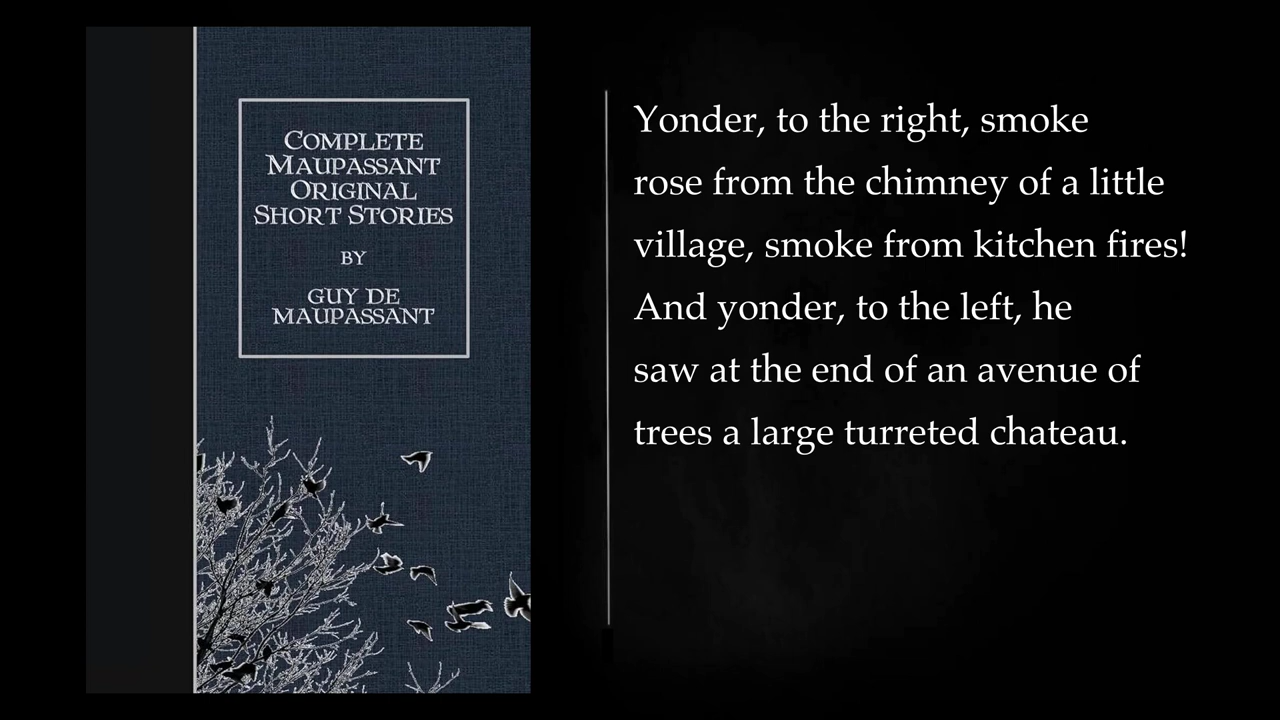 COMPLETE
MAUPASSANT
ORIGINAL
SHORT STORIES
BY
GUY DE
MAUPASSANT
Yonder, to the right, smoke
rose from the chimney of a little
village, smoke from kitchen fires!
And yonder, to the left, he
saw at the end of an avenue of
trees a large turreted chateau.